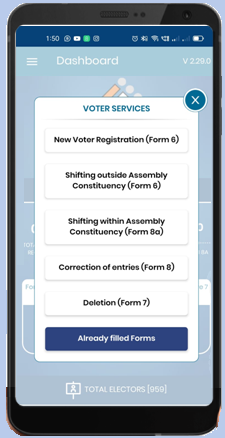 1:50
Dashboard V 2.29.0
VOTER SERVICES
New Voter Registration (Form 6)
Shifting outside Assembly
Constituency (Form 6)
Shifting within Assembly
Constituency (Form 8a)
Correction of entries (Form 8)
Deletion (Form 7)
Already filled Forms
TOTAL ELECTORS [959]